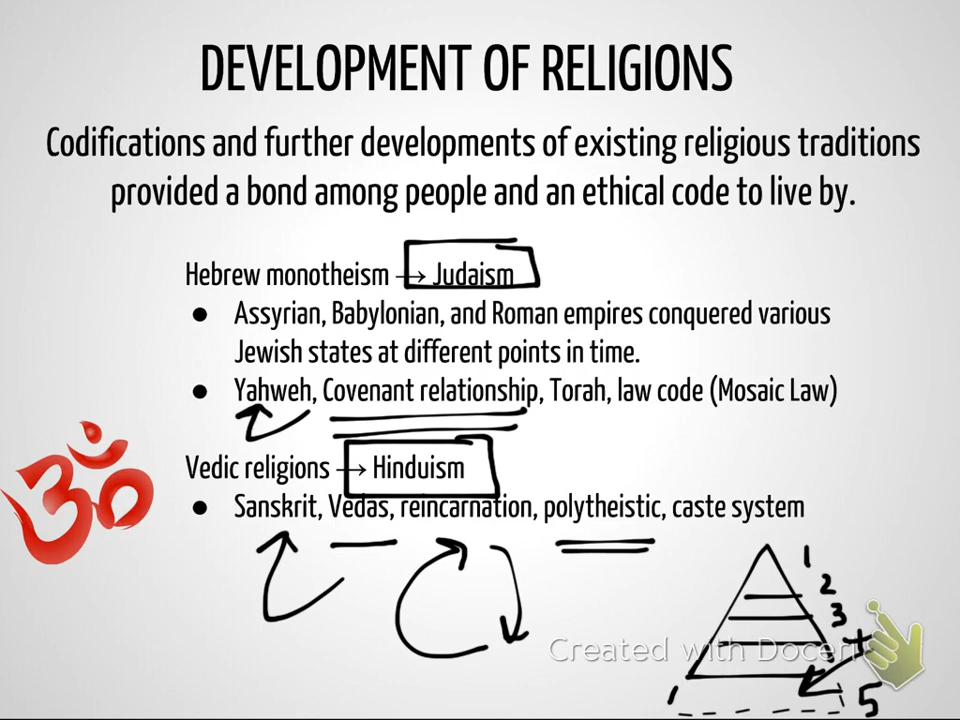 DEVELOPMENT OF RELIGIONS
Codifications and further developments of existing religious traditions
provided a bond among people and an ethical code to live by.
Hebrew monotheism → Judaism
● Assyrian, Babylonian, and Roman empires conquered various
Jewish states at different points in time.
● Yahweh, Covenant relationship, Torah, law code (Mosaic Law)
ॐ
Vedic religions → Hinduism
● Sanskrit, Vedas, reincarnation, polytheistic, caste system
1
2
3
Created with Doceri
5